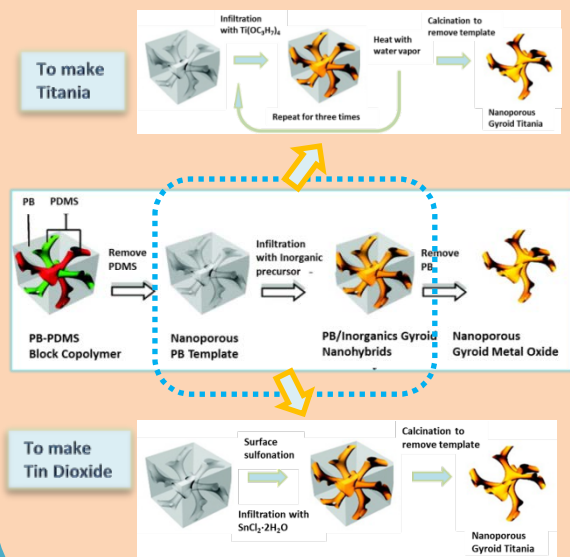 To make
Titania
Infiltration
with Ti(OC₃H₇)₄
Heat with
water vapor
Calcination to
remove template
Repeat for three times
Nanoporous
Gyroid Titania
PB PDMS
Remove
PDMS
Infiltration
with Inorganic
precursor
Remove
PB
PB-PDMS
Block Copolymer
Nanoporous
PB Template
PB/Inorganics Gyroid
Nanohybrids
Nanoporous
Gyroid Metal Oxide
To make
Tin Dioxide
Surface
sulfonation
Infiltration with
SnCl₂·2H₂O
Calcination to
remove template
Nanoporous
Gyroid Titania